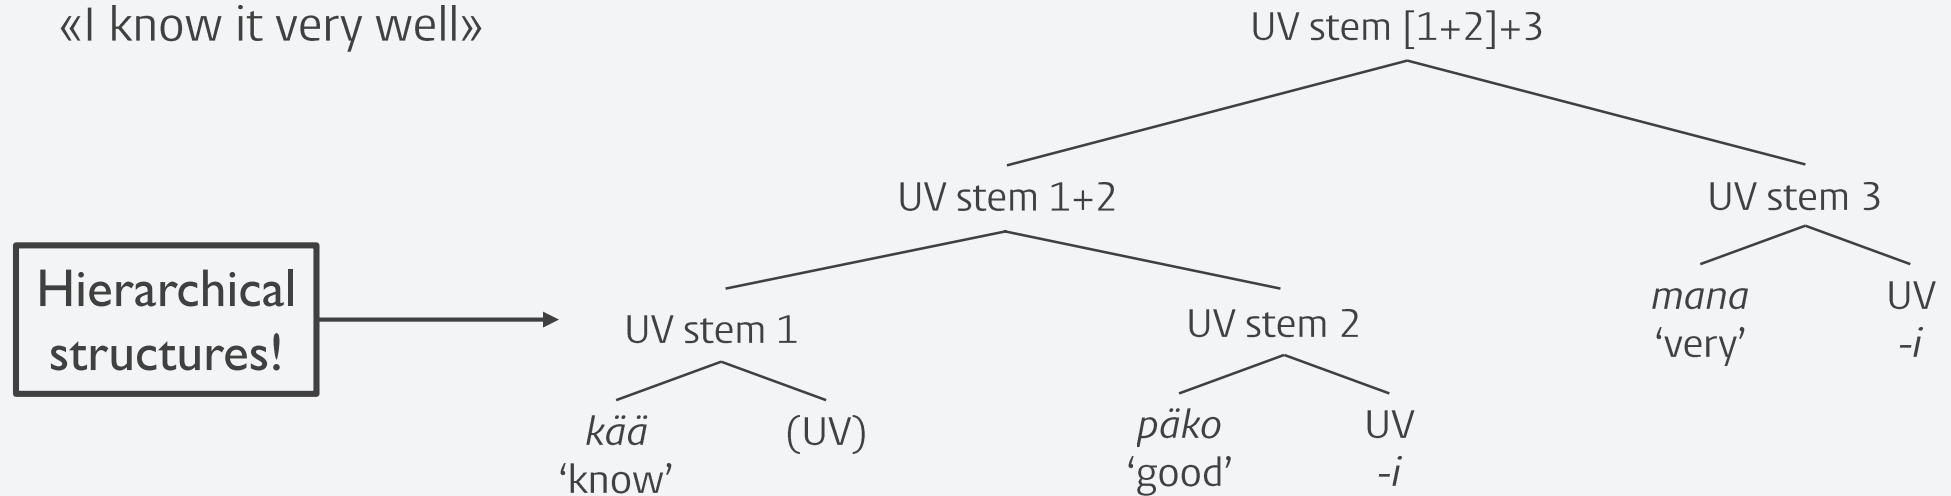 «I know it very well»
UV stem [1+2]+3
UV stem 1+2
UV stem 3
Hierarchical
structures!
mana
UV
‘very’
-i
UV stem 1
UV stem 2
kää
(UV)
päko
UV
‘know’
‘good’
-i